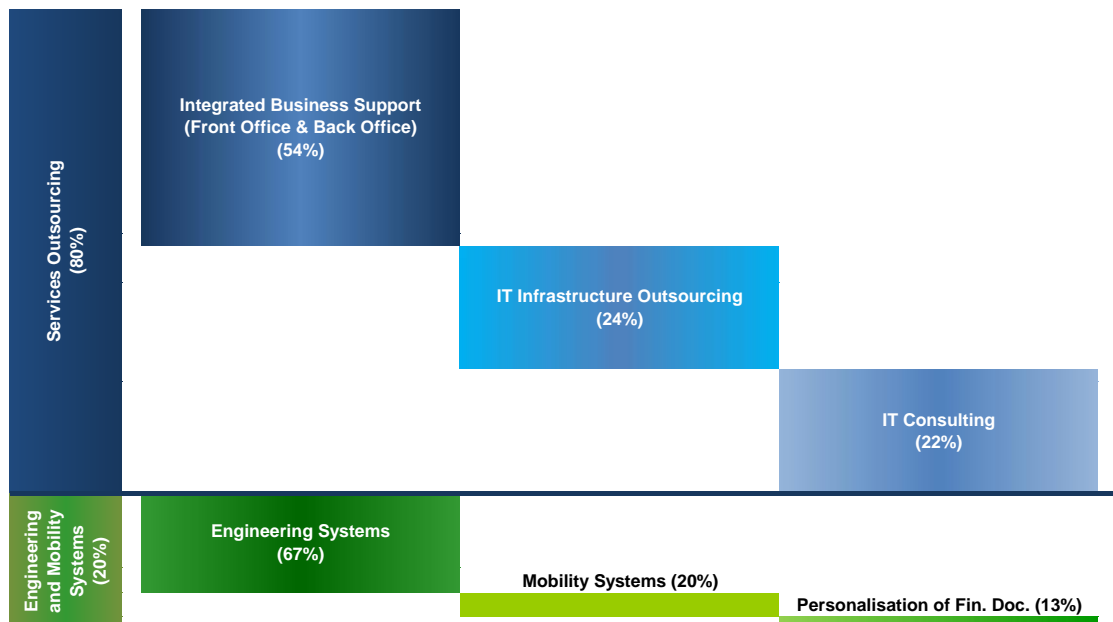 Services Outsourcing
(80%)
Integrated Business Support
(Front Office & Back Office)
(54%)
IT Infrastructure Outsourcing
(24%)
IT Consulting
(22%)
Engineering
and Mobility
Systems
(20%)
Engineering Systems
(67%)
Mobility Systems (20%)
Personalisation of Fin. Doc. (13%)